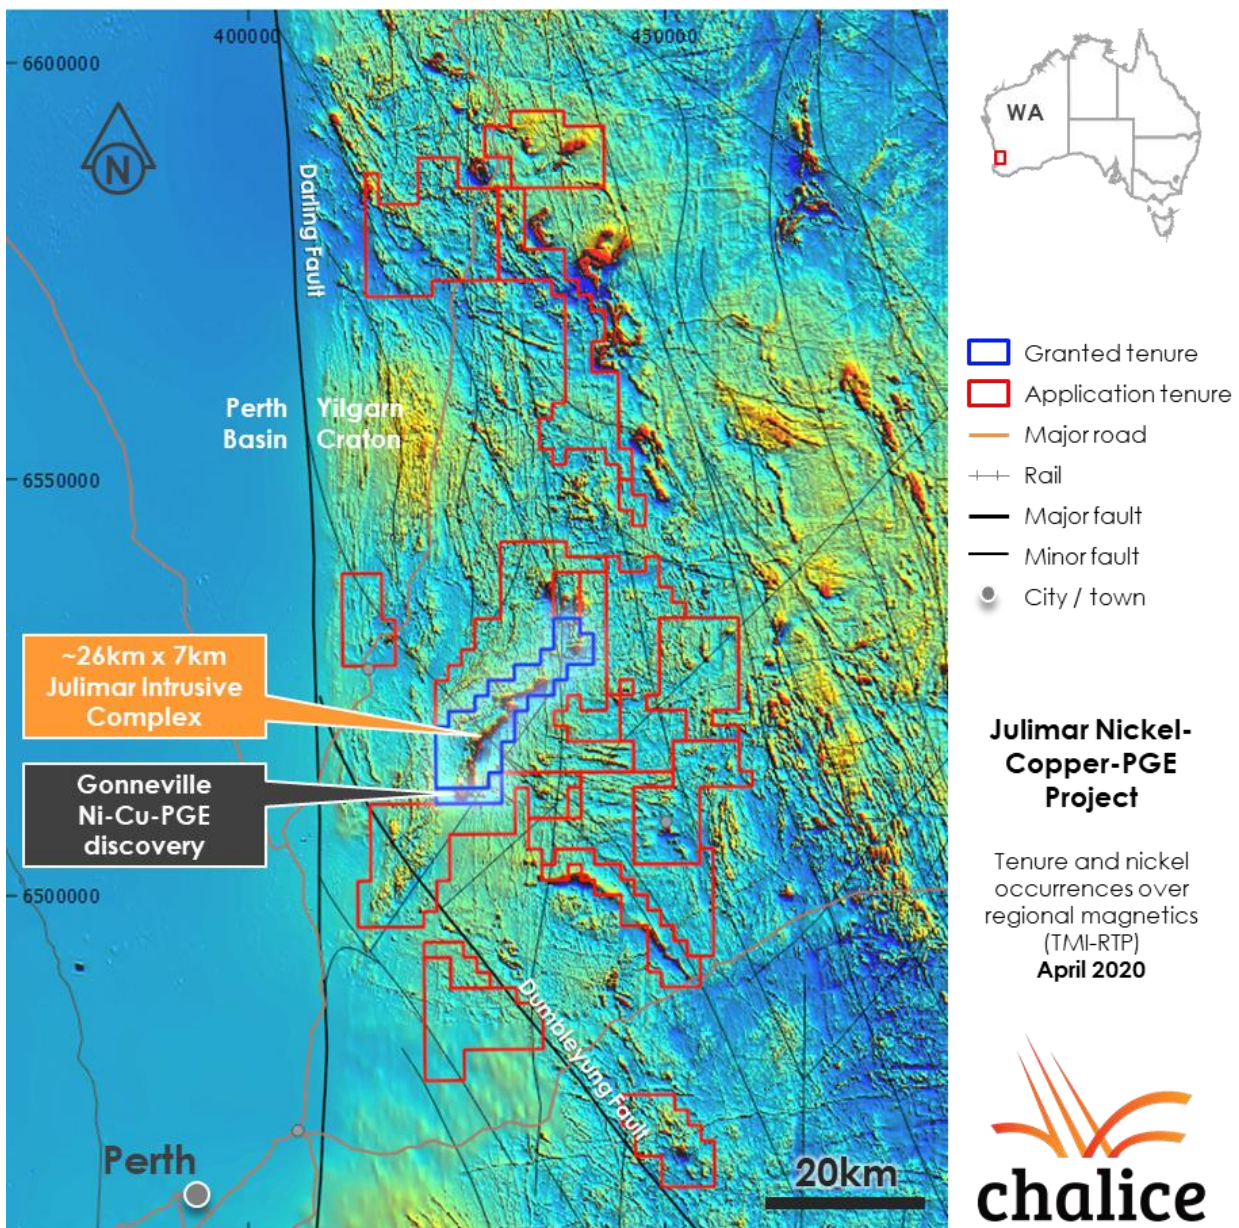 400000
450000
6600000
N
Darling Fault
Perth Yilgarn
Basin Craton
6550000
~26km x 7km
Julimar Intrusive
Complex
Gonneville
Ni-Cu-PGE
discovery
6500000
Dumbleyung Fault
Perth
20km
WA
Granted tenure
Application tenure
Major road
Rail
Major fault
Minor fault
City / town
Julimar Nickel-
Copper-PGE
Project
Tenure and nickel
occurrences over
regional magnetics
(TMI-RTP)
April 2020
chalice